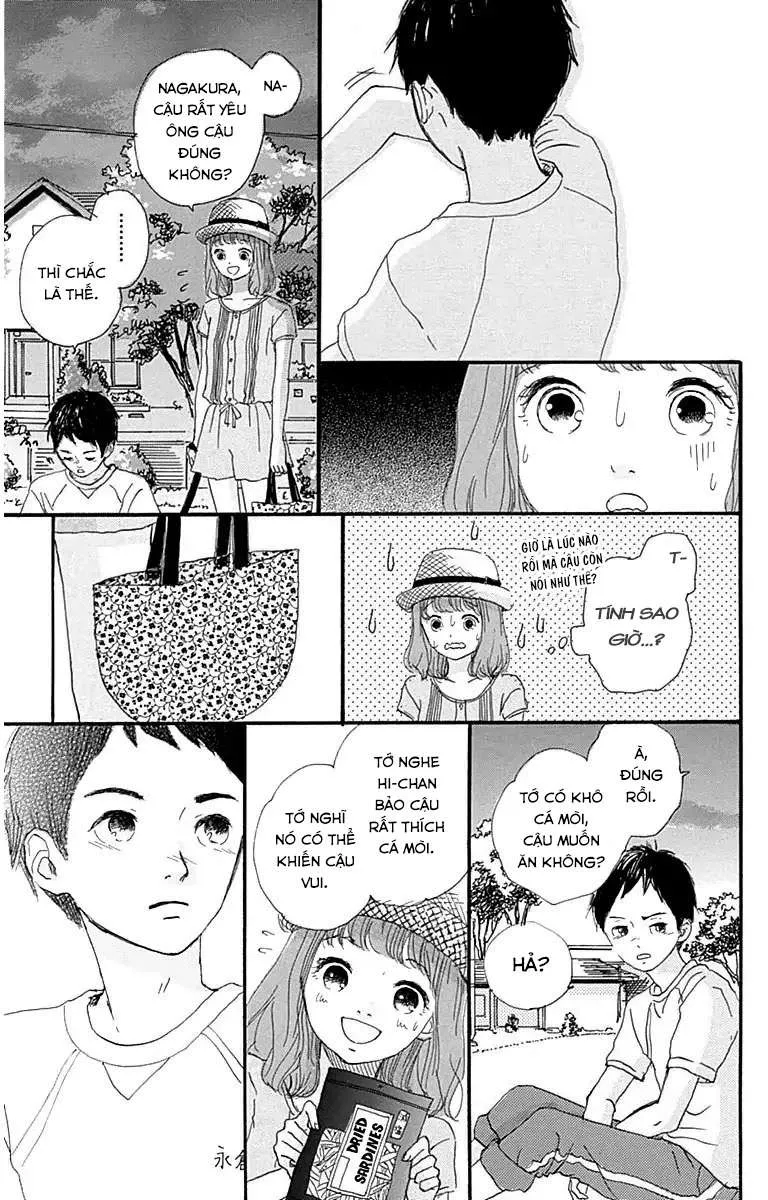 NA-
NAGAKURA,
CẬU RẤT YÊU
ÔNG CẬU
ĐÚNG
KHÔNG?
.........
THÌ CHẮC
LÀ THẾ.
T-
TÍNH SAO
GIỜ...?
GIỜ LÀ LÚC NÀO
RỒI MÀ CẬU CÒN
NÓI NHƯ THẾ?
À,
ĐÚNG
RỒI.
TỚ CÓ KHÔ
CÁ MÒI,
CẬU MUỐN
ĂN KHÔNG?
HẢ?
TỚ NGHE
HI-CHAN
BẢO CẬU
RẤT THÍCH
CÁ MÒI.
TỚ NGHĨ
NÓ CÓ THỂ
KHIẾN CẬU
VUI.
DRIED
SARDINES
永倉